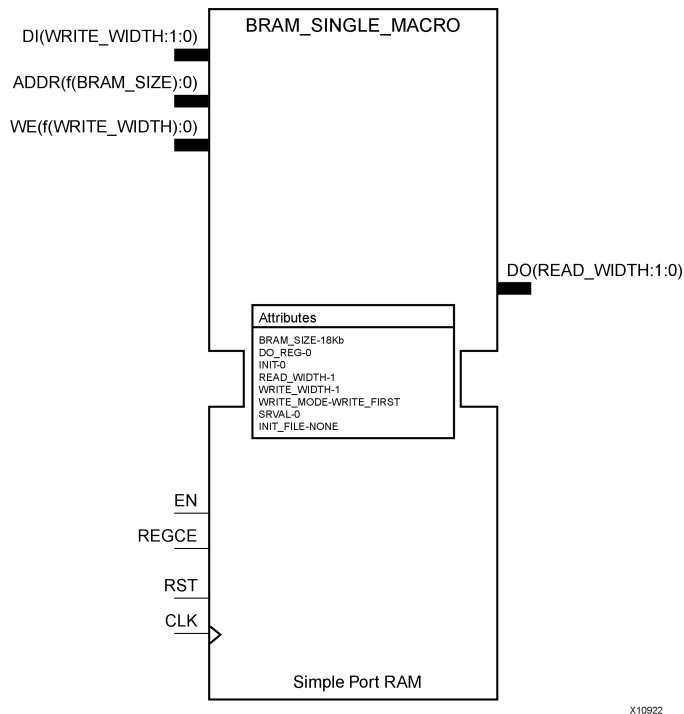 BRAM_SINGLE_MACRO
DI(WRITE_WIDTH:1:0)
ADDR(f(BRAM_SIZE):0)
WE(f(WRITE_WIDTH):0)
DO(READ_WIDTH:1:0)
Attributes
BRAM_SIZE-18Kb
DO_REG-0
INIT-0
READ_WIDTH-1
WRITE_WIDTH-1
WRITE_MODE-WRITE_FIRST
SRVAL-0
INIT_FILE-NONE
EN
REGCE
RST
CLK
Simple Port RAM
X10922